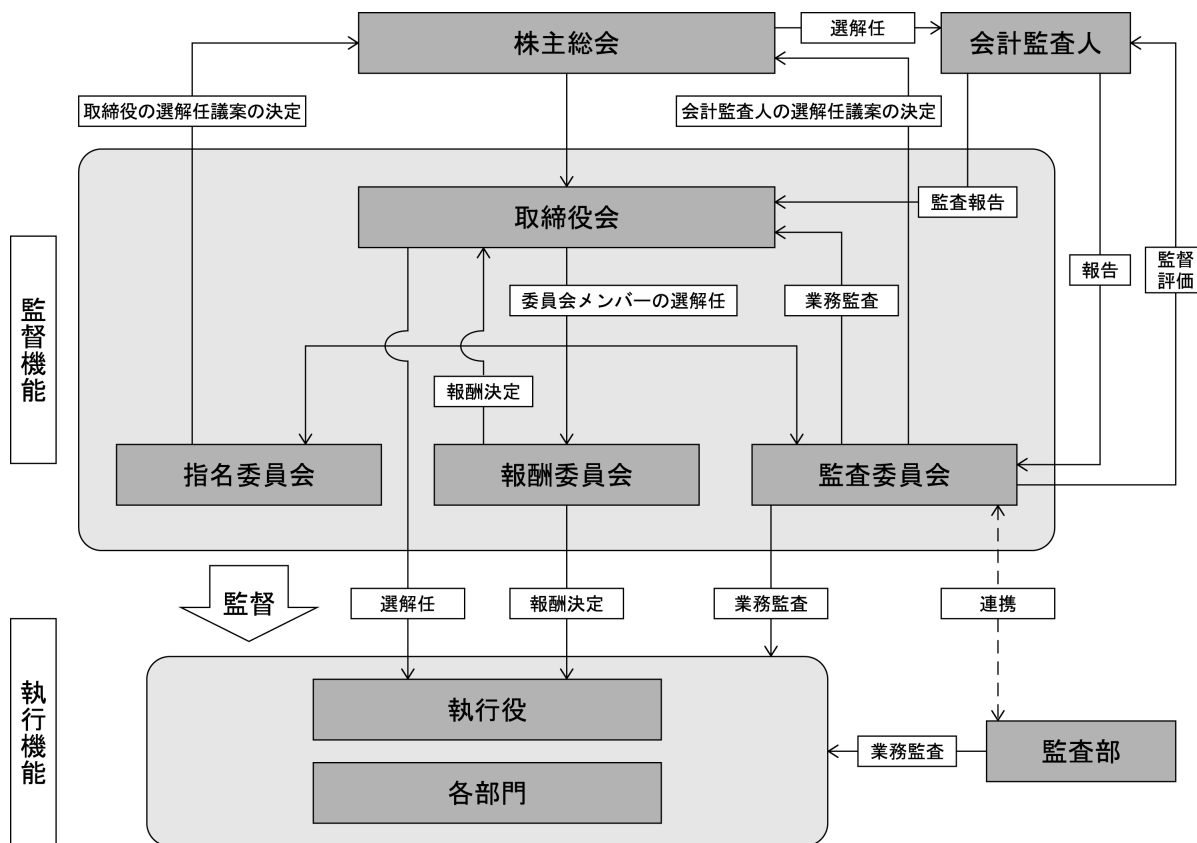 株主総会
選解任
会計監査人
取締役の選解任議案の決定
会計監査人の選解任議案の決定
取締役会
監査報告
監督機能
委員会メンバーの選解任
業務監査
報告
監督
評価
報酬決定
指名委員会
報酬委員会
監査委員会
監督
選解任
報酬決定
業務監査
連携
執行機能
執行役
業務監査
監査部
各部門